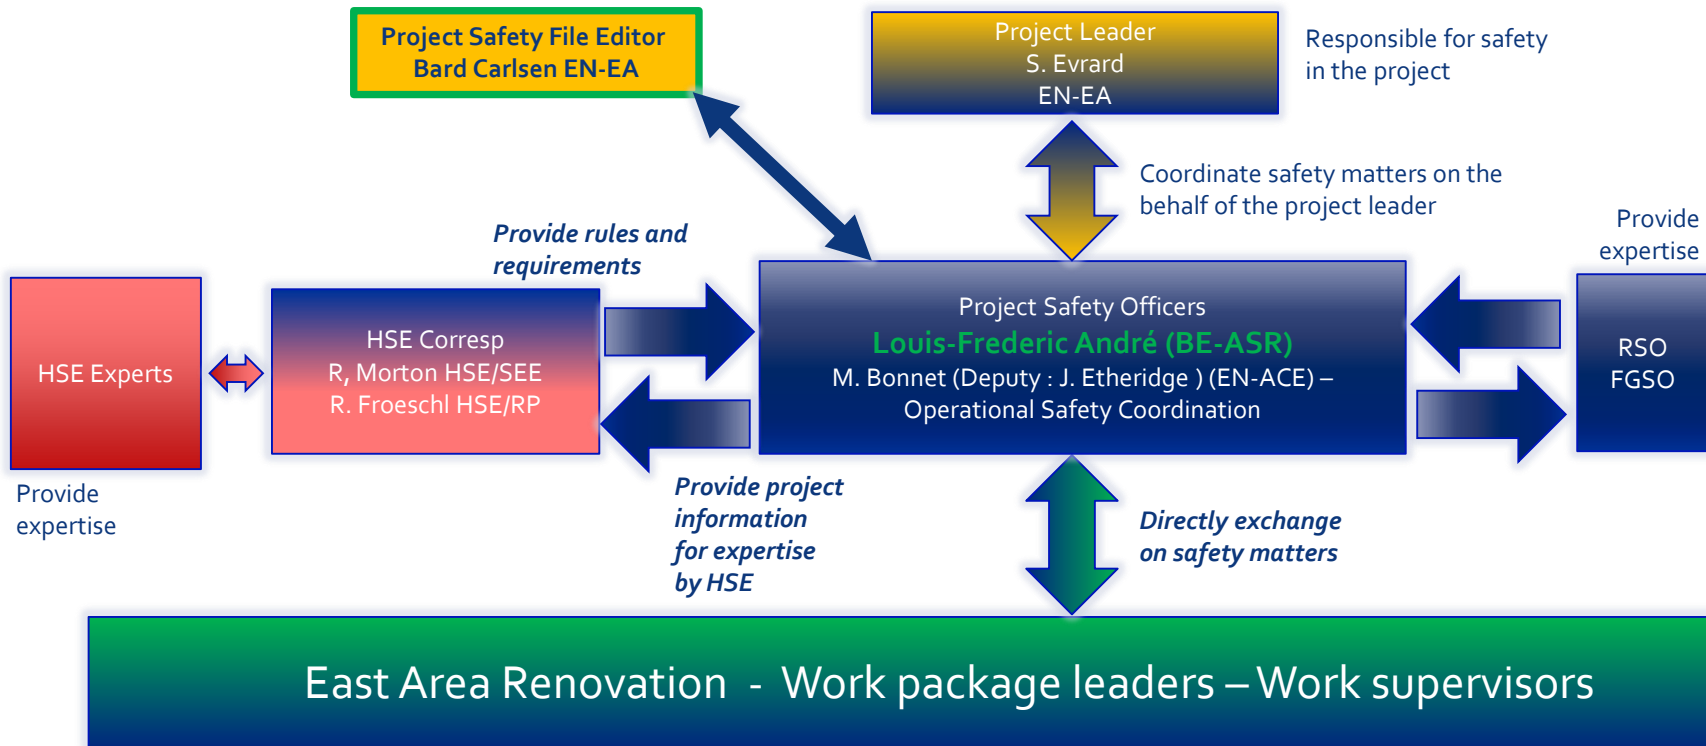 Project Safety File Editor
Bard Carlsen EN-EA
Project Leader
S. Evrard
EN-EA
Responsible for safety
in the project
Coordinate safety matters on the
behalf of the project leader
Provide
expertise
Provide rules and
requirements
HSE Experts
HSE Corresp
R, Morton HSE/SEE
R. Froeschl HSE/RP
Project Safety Officers
Louis-Frederic André (BE-ASR)
M. Bonnet (Deputy : J. Etheridge ) (EN-ACE) –
Operational Safety Coordination
RSO
FGSO
Provide
expertise
Provide project
information
for expertise
by HSE
Directly exchange
on safety matters
East Area Renovation - Work package leaders – Work supervisors